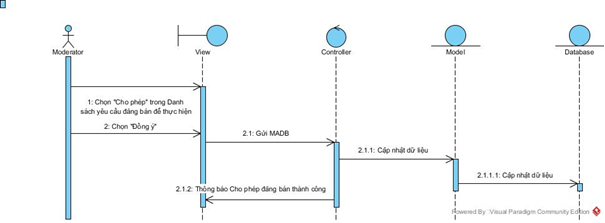 Moderator
View
Controller
Model
Database
1: Chọn "Cho phép" trong Danh
sách yêu cầu đăng bán để thực hiện
2: Chọn "Đồng ý"
2.1: Gửi MADB
2.1.1: Cập nhật dữ liệu
2.1.1.1: Cập nhật dữ liệu
2.1.2: Thông báo Cho phép đăng bán thành công
Powered By Visual Paradigm Community Edition